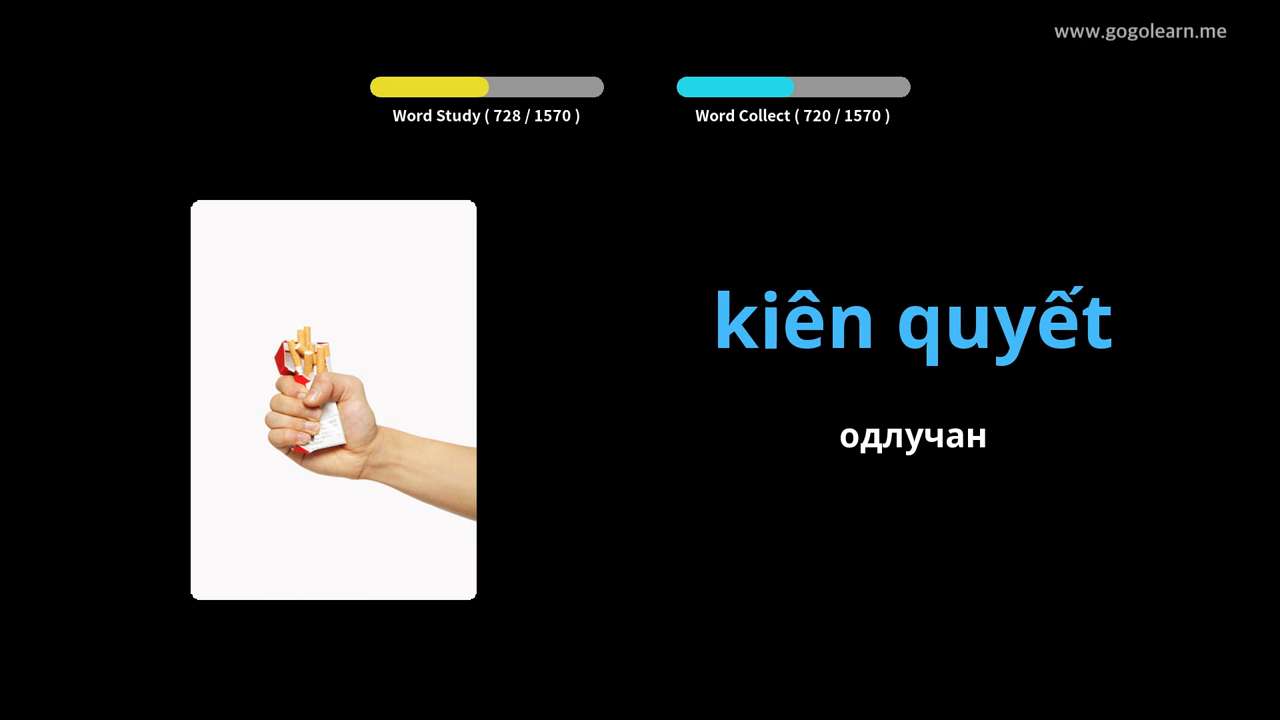 www.gogolearn.me
Word Study ( 728 / 1570 )
Word Collect ( 720 / 1570 )
kiên quyết
одлучан